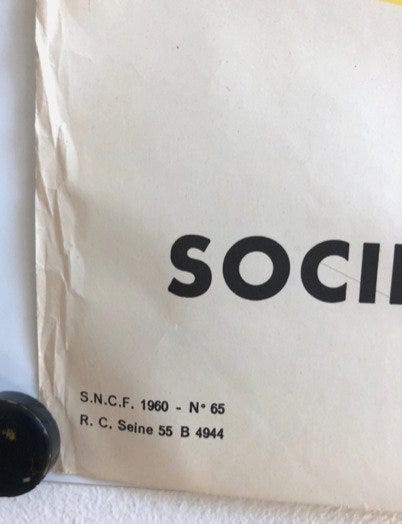 SOCI
S.N.C.F. 1960 - N° 65
R. C. Seine 55 B 4944